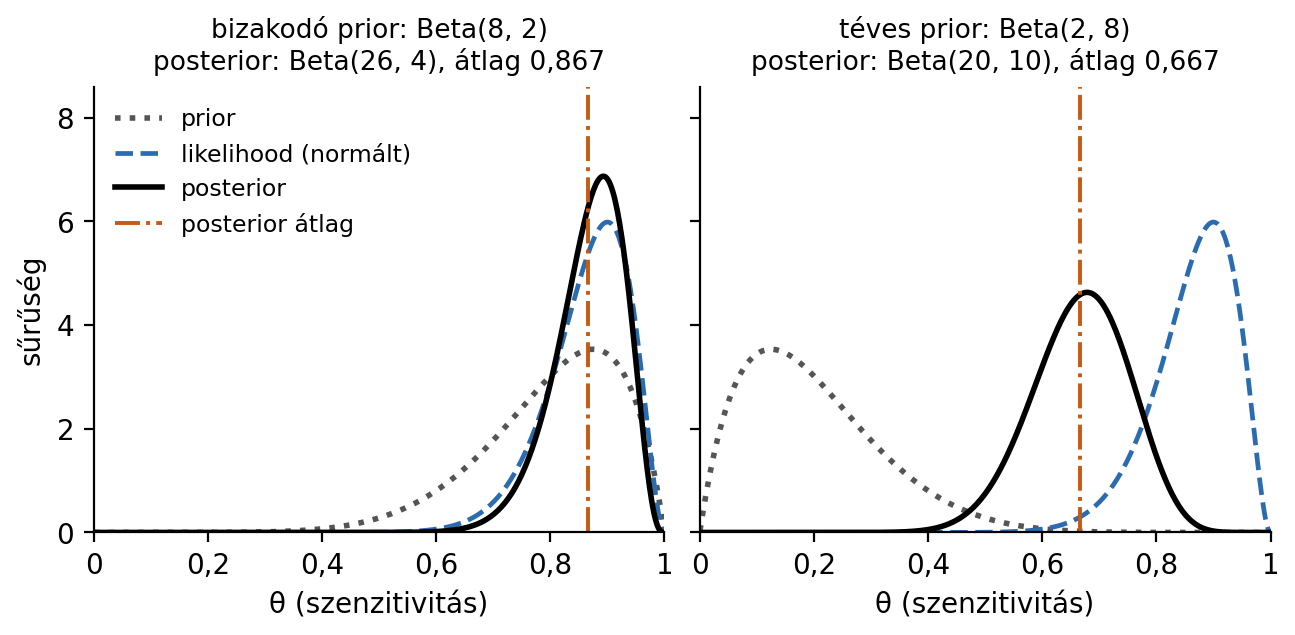 bizakodó prior: Beta(8, 2)
posterior: Beta(26, 4), átlag 0,867
prior
likelihood (normált)
posterior
posterior átlag
sűrűség
8
6
4
2
0
0
0,2
0,4
0,6
0,8
1
θ (szenzitivitás)
téves prior: Beta(2, 8)
posterior: Beta(20, 10), átlag 0,667
0
0,2
0,4
0,6
0,8
1
θ (szenzitivitás)